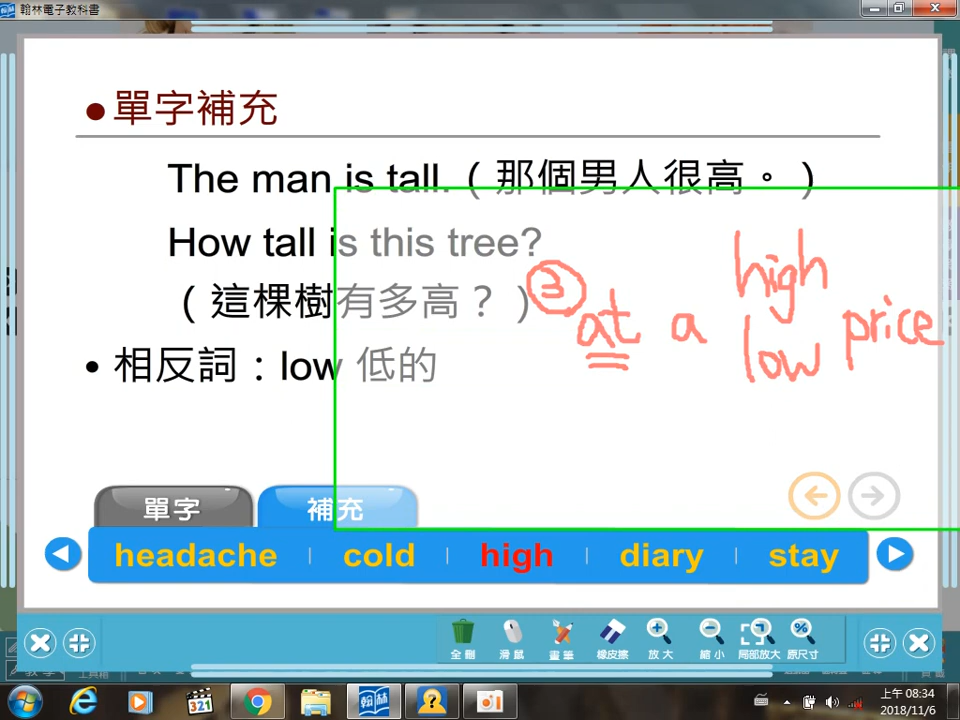 翰林電子教科書
●單字補充
The man is tall.（那個男人很高。）
How tall is this tree?
（這棵樹有多高？）
• 相反詞：low 低的
③ at a high price
low
單字 補充
headache cold high diary stay
全刪 滑鼠 畫筆 橡皮擦 放大 縮小 局部放大 原尺寸
321
翰林
上午 08:34
2018/11/6